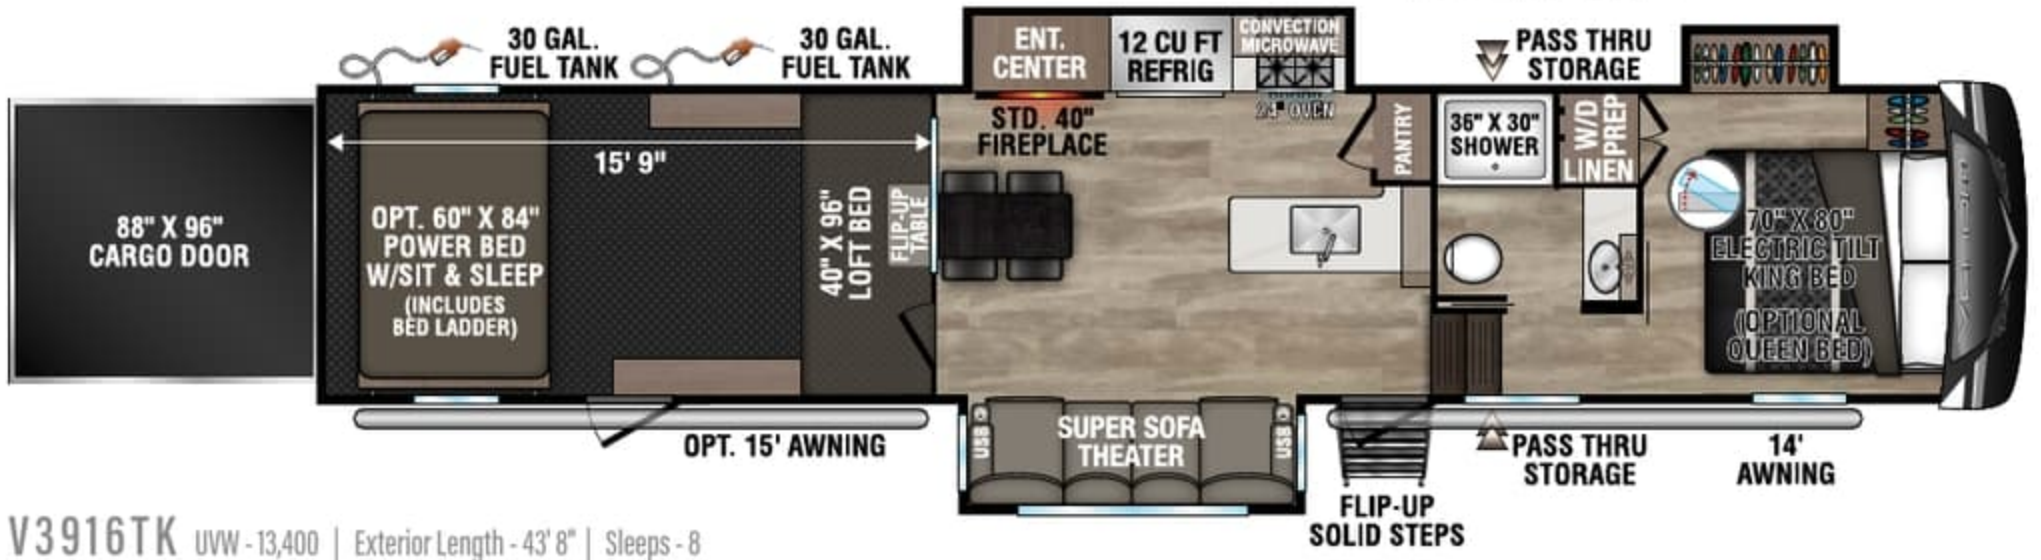 30 GAL.
FUEL TANK
30 GAL.
FUEL TANK
ENT.
CENTER
12 CU FT
REFRIG
CONVECTION
MICROWAVE
PASS THRU
STORAGE
STD. 40"
FIREPLACE
24" OVEN
PANTRY
36" X 30"
SHOWER
W/D
PREP
LINEN
15' 9"
88" X 96"
CARGO DOOR
OPT. 60" X 84"
POWER BED
W/SIT & SLEEP
(INCLUDES
BED LADDER)
40" X 96"
LOFT BED
FLIP-UP
TABLE
70" X 80"
ELECTRIC TILT
KING BED
(OPTIONAL
QUEEN BED)
OPT. 15' AWNING
USB
SUPER SOFA
THEATER
USB
FLIP-UP
SOLID STEPS
PASS THRU
STORAGE
14'
AWNING
V3916TK UVW - 13,400 | Exterior Length - 43' 8" | Sleeps - 8